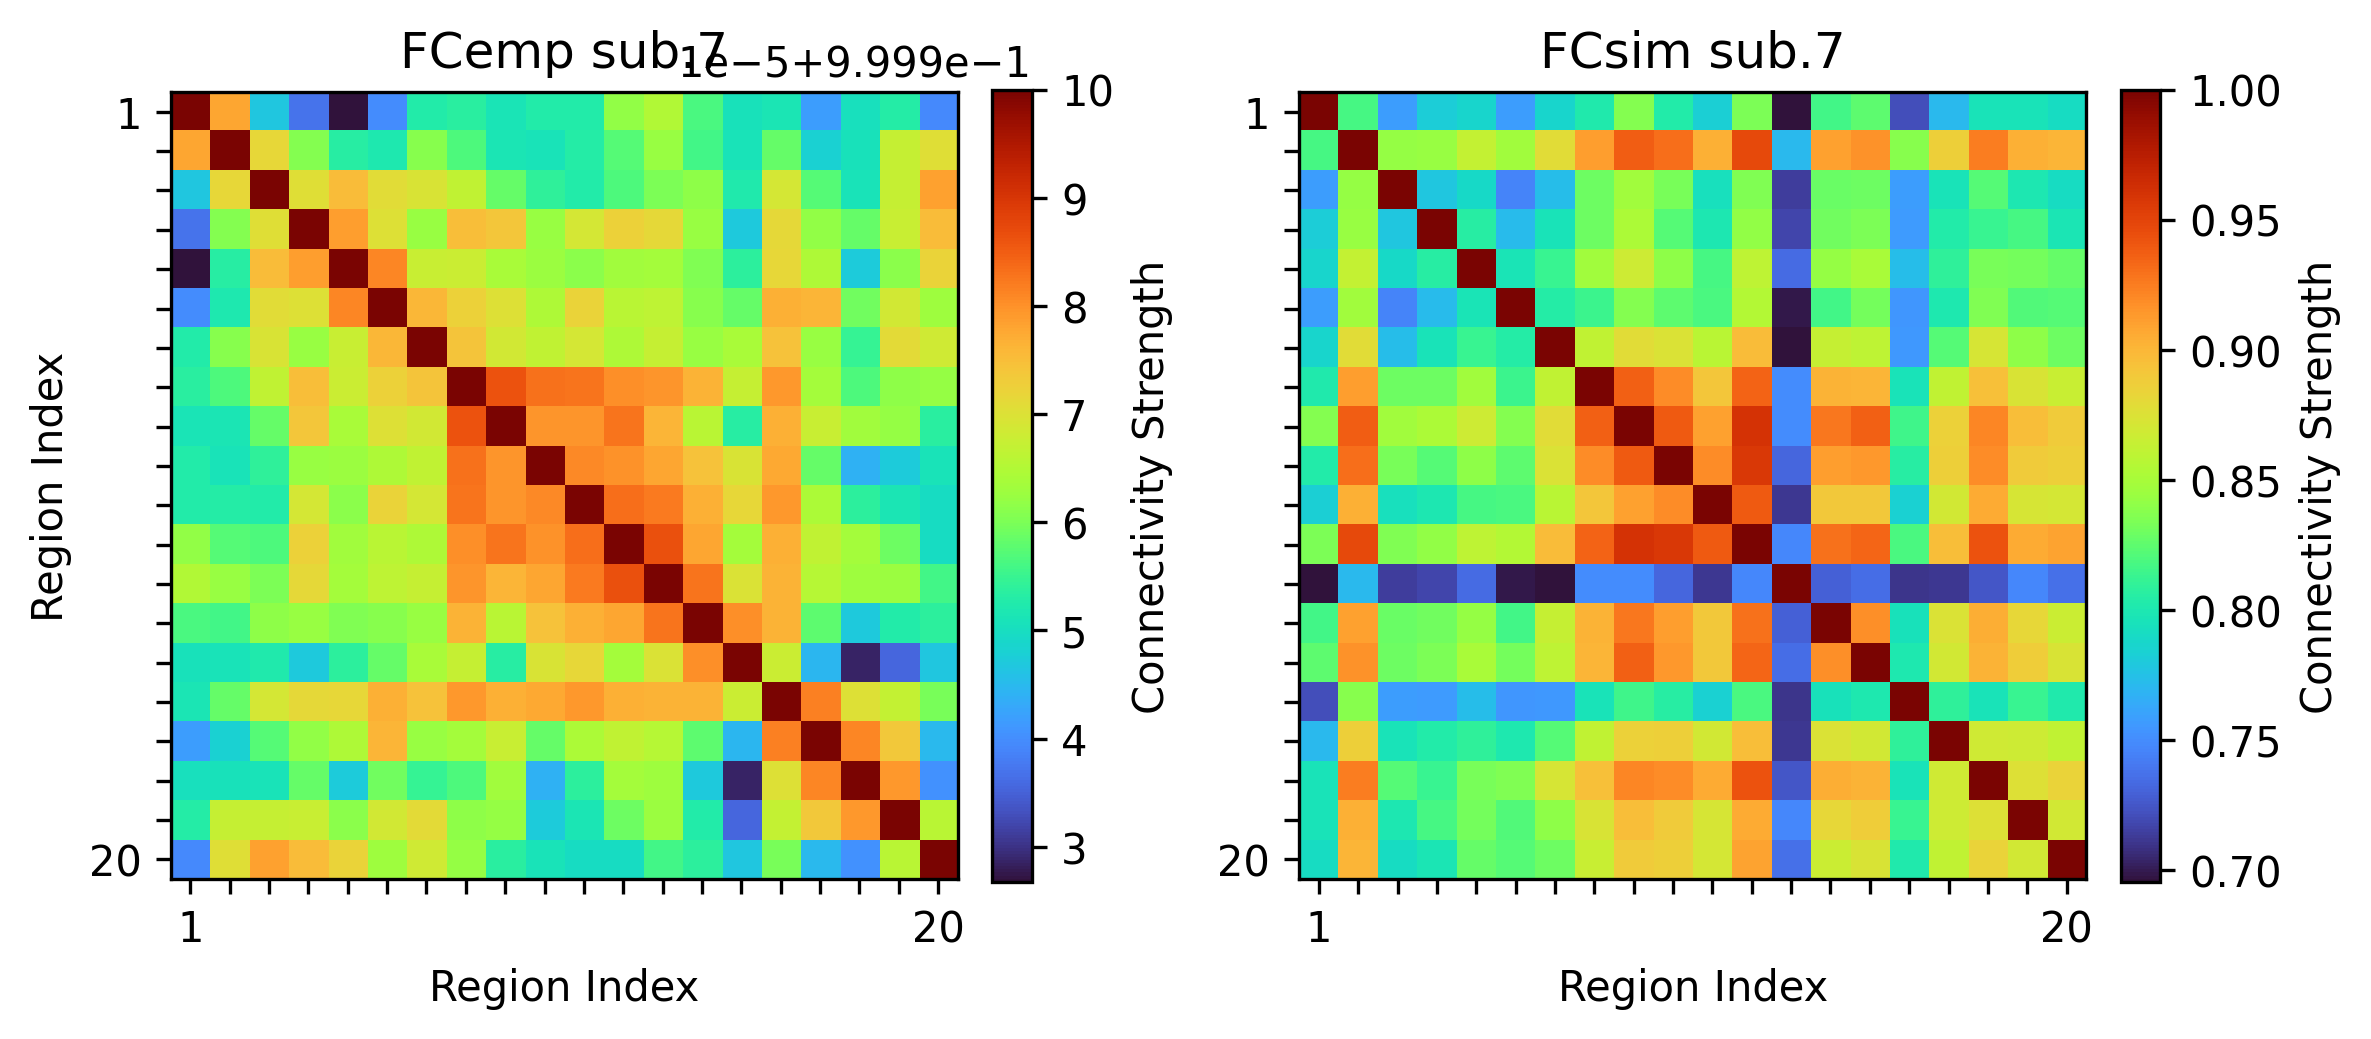 FCemp sub.7
1e−5+9.999e−1
1
20
1
20
Region Index
Region Index
10
9
8
7
6
5
4
3
Connectivity Strength
FCsim sub.7
1
20
1
20
Region Index
1.00
0.95
0.90
0.85
0.80
0.75
0.70
Connectivity Strength